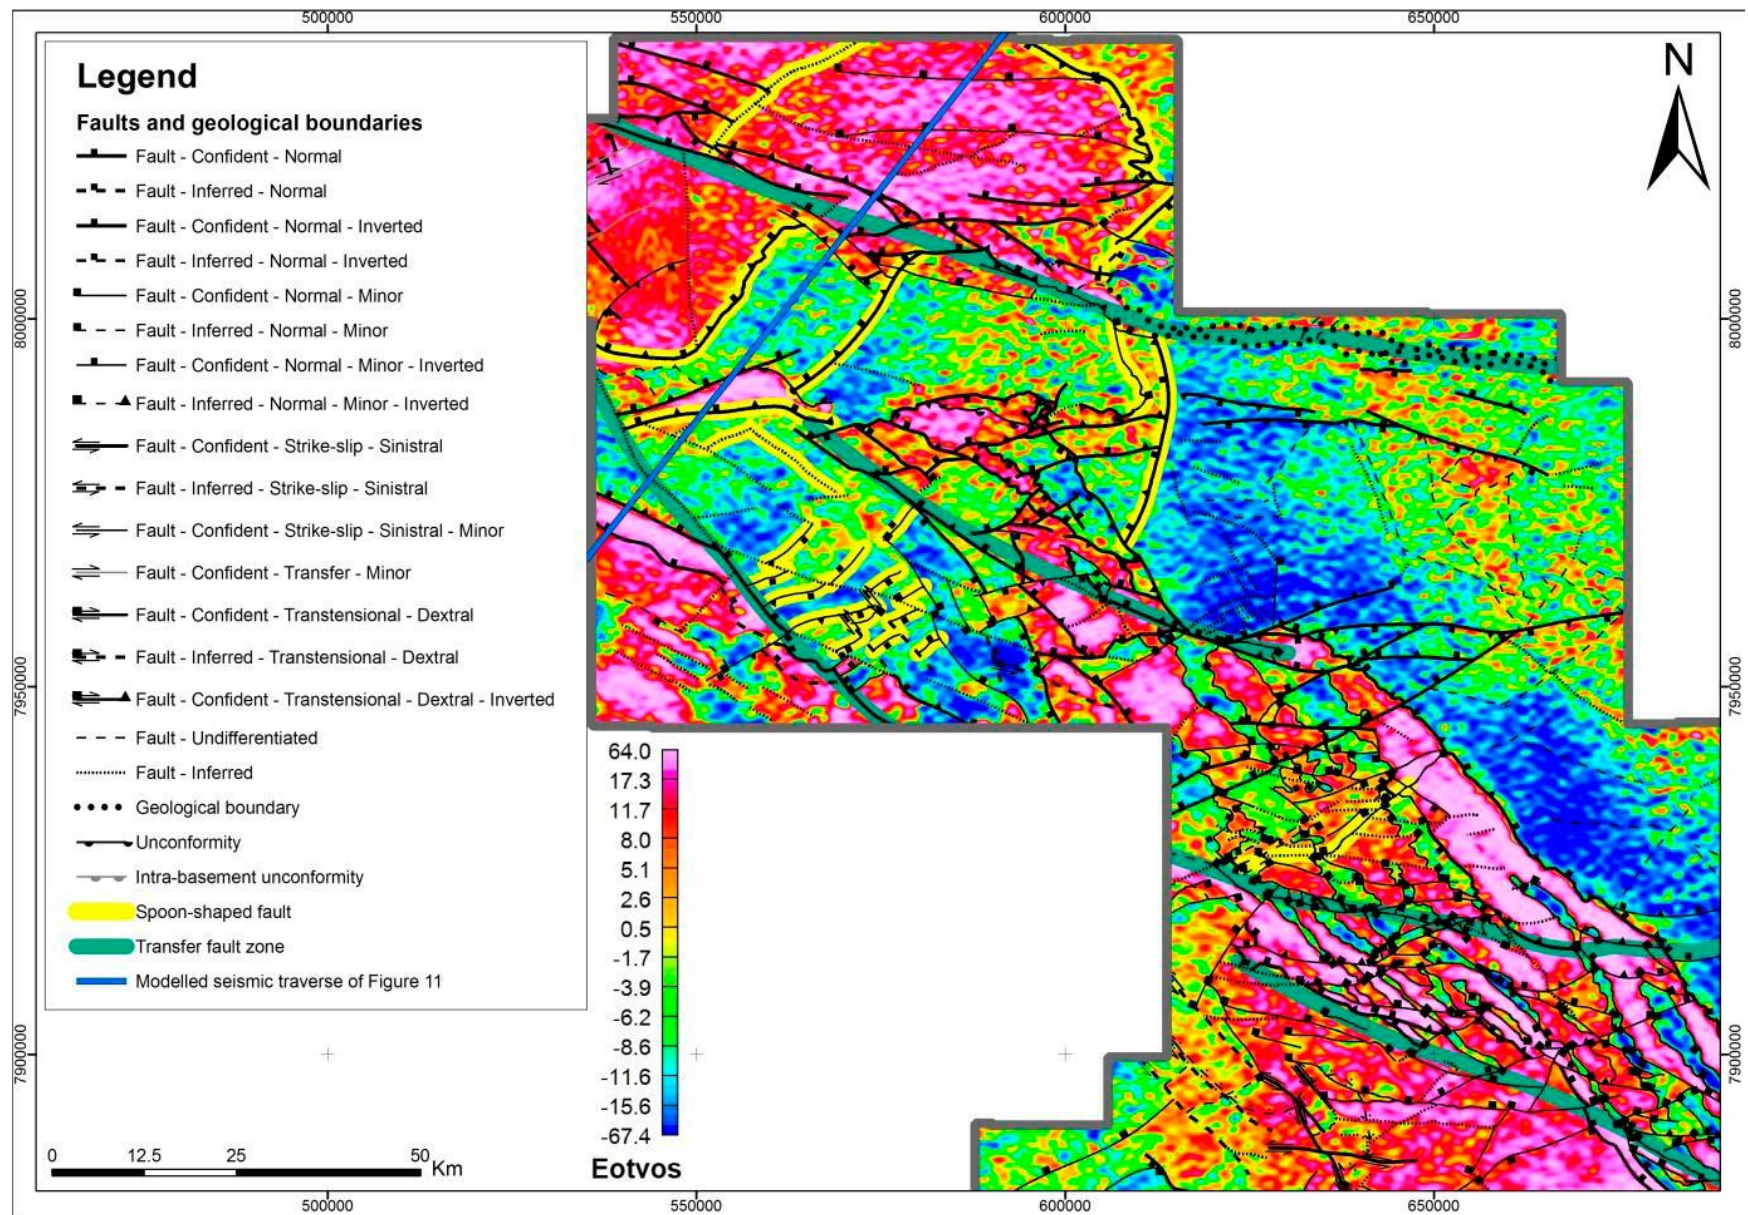 500000 550000 600000 650000
Legend
Faults and geological boundaries
Fault - Confident - Normal
Fault - Inferred - Normal
Fault - Confident - Normal - Inverted
Fault - Inferred - Normal - Inverted
Fault - Confident - Normal - Minor
Fault - Inferred - Normal - Minor
Fault - Confident - Normal - Minor - Inverted
Fault - Inferred - Normal - Minor - Inverted
Fault - Confident - Strike-slip - Sinistral
Fault - Inferred - Strike-slip - Sinistral
Fault - Confident - Strike-slip - Sinistral - Minor
Fault - Confident - Transfer - Minor
Fault - Confident - Transtensional - Dextral
Fault - Inferred - Transtensional - Dextral
Fault - Confident - Transtensional - Dextral - Inverted
Fault - Undifferentiated
Fault - Inferred
Geological boundary
Unconformity
Intra-basement unconformity
Spoon-shaped fault
Transfer fault zone
Modelled seismic traverse of Figure 11
N
8000000
7950000
7900000
8000000
7950000
7900000
64.0
17.3
11.7
8.0
5.1
2.6
0.5
-1.7
-3.9
-6.2
-8.6
-11.6
-15.6
-67.4
Eotvos
0 12.5 25 50
Km
500000 550000 600000 650000